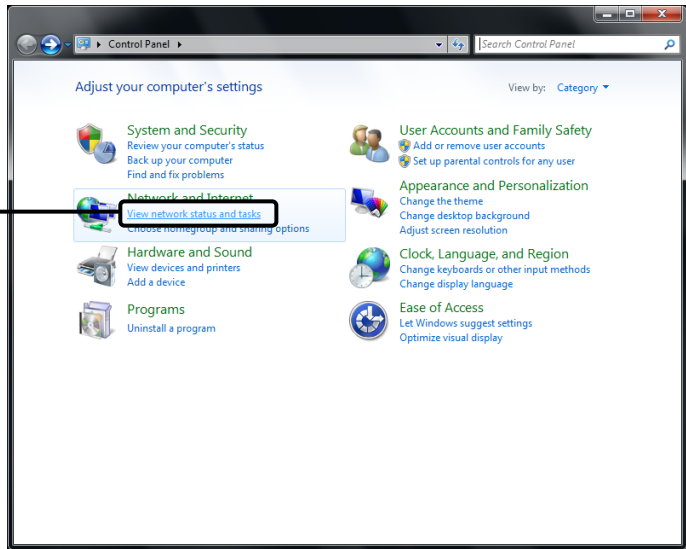 Control Panel
Search Control Panel
Adjust your computer's settings
View by: Category
System and Security
Review your computer's status
Back up your computer
Find and fix problems
Network and Internet
View network status and tasks
Choose homegroup and sharing options
Hardware and Sound
View devices and printers
Add a device
Programs
Uninstall a program
User Accounts and Family Safety
Add or remove user accounts
Set up parental controls for any user
Appearance and Personalization
Change the theme
Change desktop background
Adjust screen resolution
Clock, Language, and Region
Change keyboards or other input methods
Change display language
Ease of Access
Let Windows suggest settings
Optimize visual display